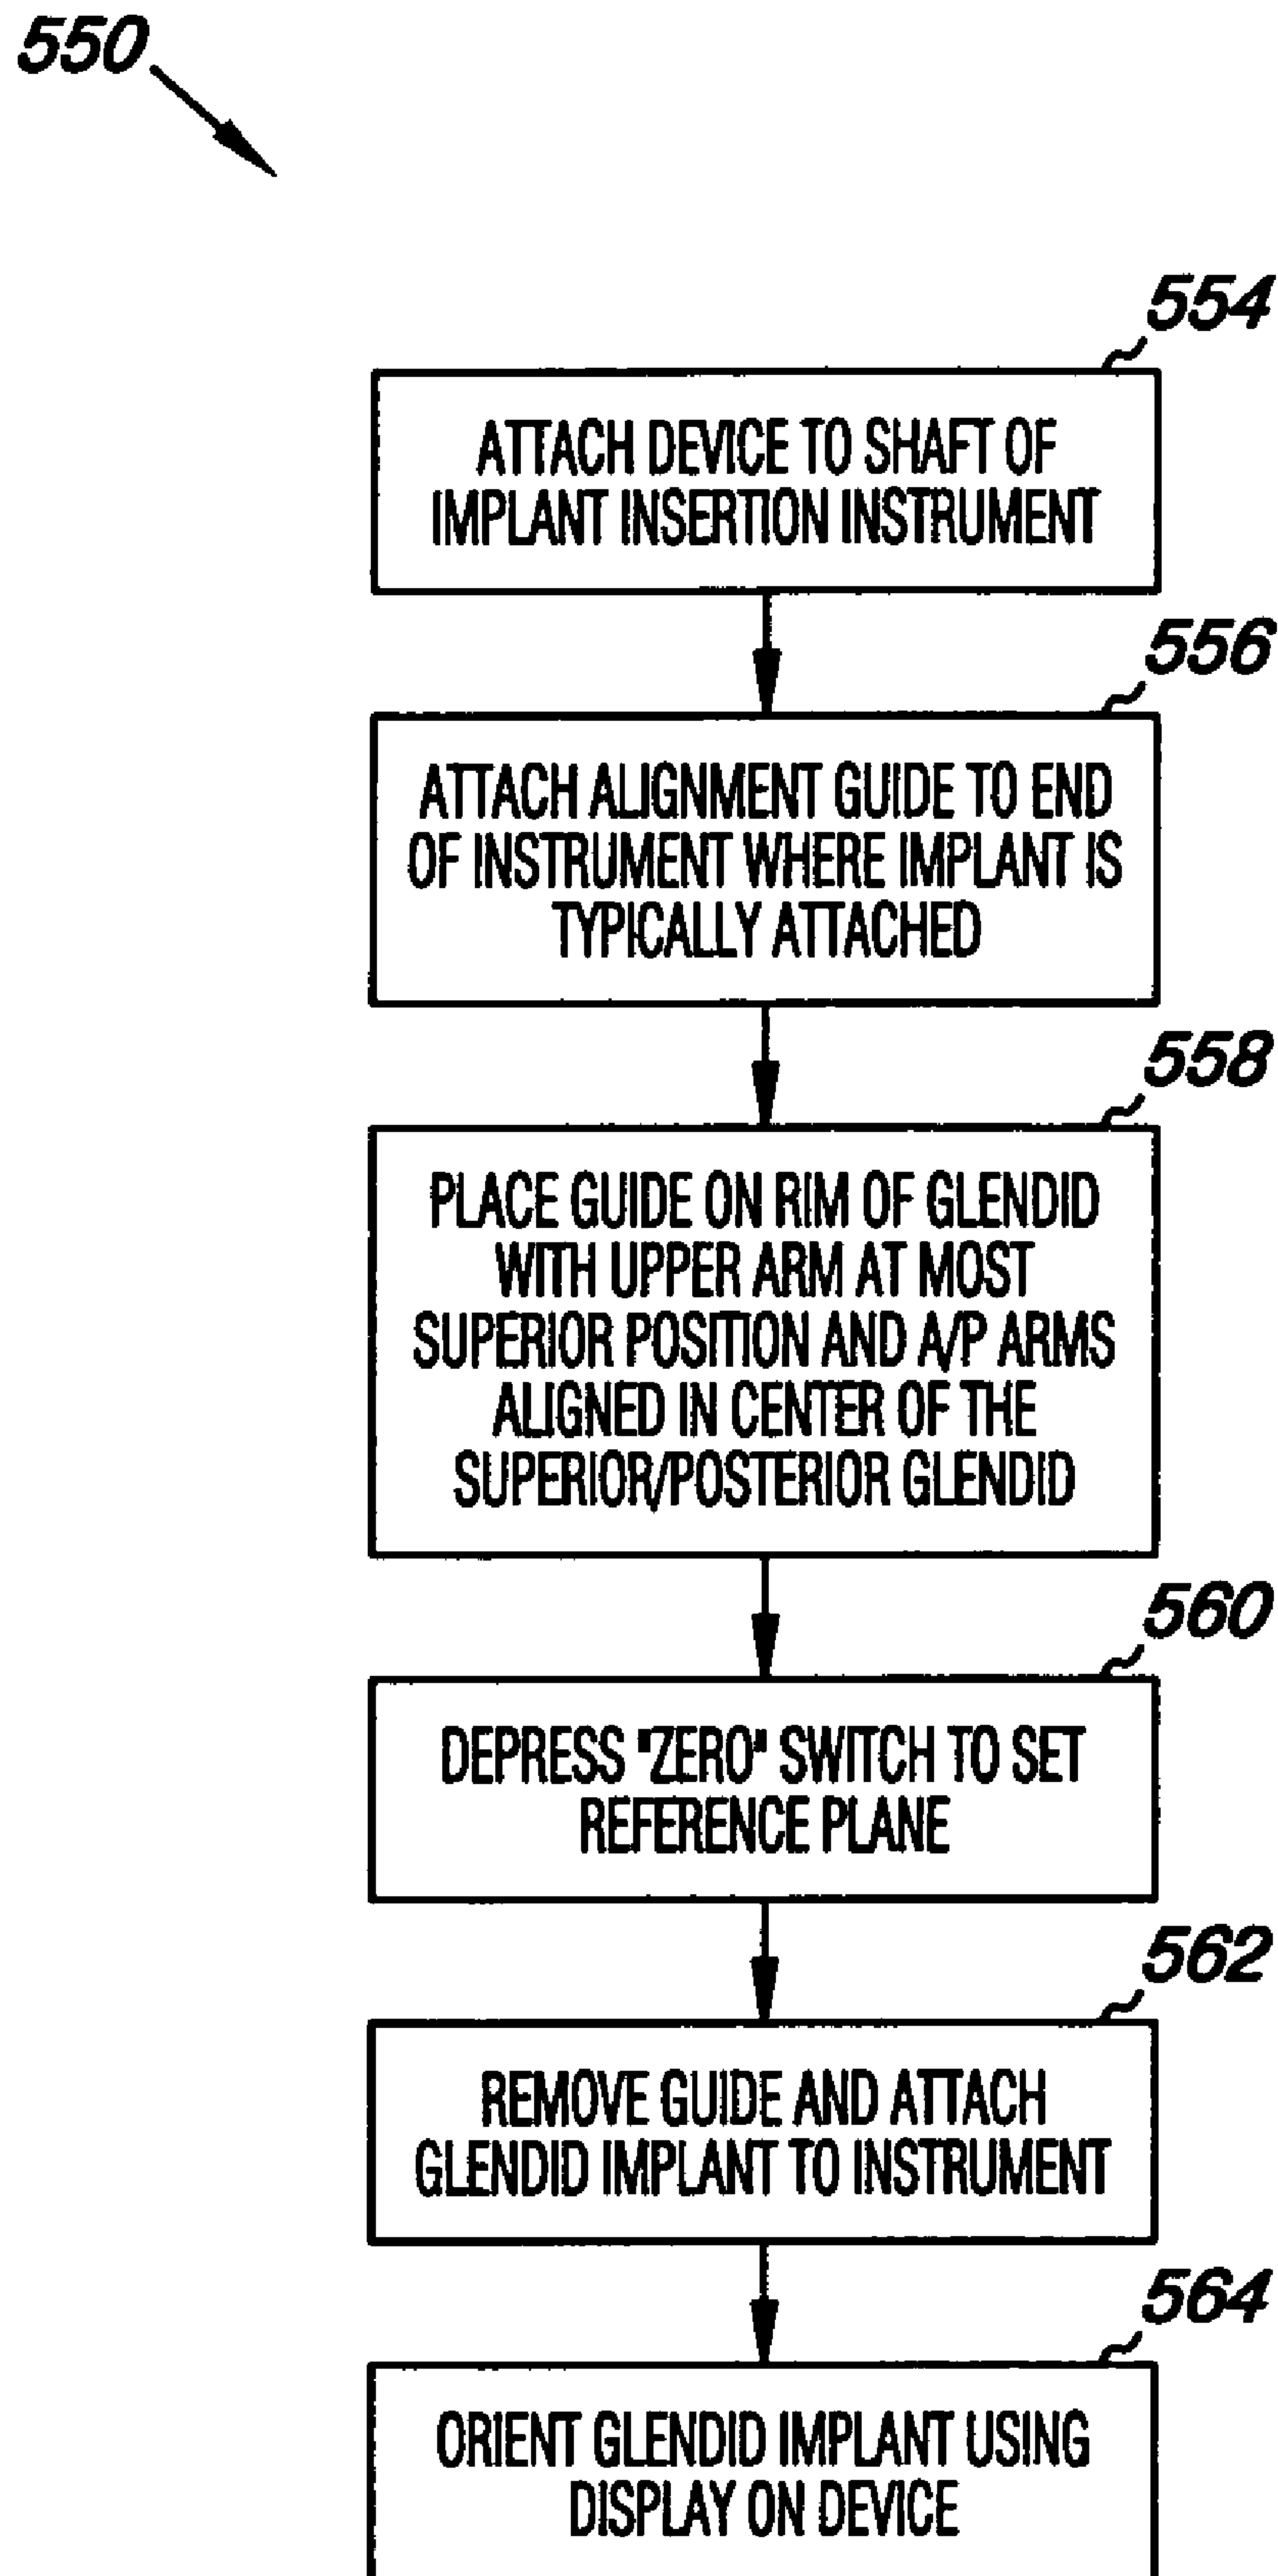 550
554
ATTACH DEVICE TO SHAFT OF
IMPLANT INSERTION INSTRUMENT
556
ATTACH ALIGNMENT GUIDE TO END
OF INSTRUMENT WHERE IMPLANT IS
TYPICALLY ATTACHED
558
PLACE GUIDE ON RIM OF GLENDID
WITH UPPER ARM AT MOST
SUPERIOR POSITION AND A/P ARMS
ALIGNED IN CENTER OF THE
SUPERIOR/POSTERIOR GLENDID
560
DEPRESS "ZERO" SWITCH TO SET
REFERENCE PLANE
562
REMOVE GUIDE AND ATTACH
GLENDID IMPLANT TO INSTRUMENT
564
ORIENT GLENDID IMPLANT USING
DISPLAY ON DEVICE